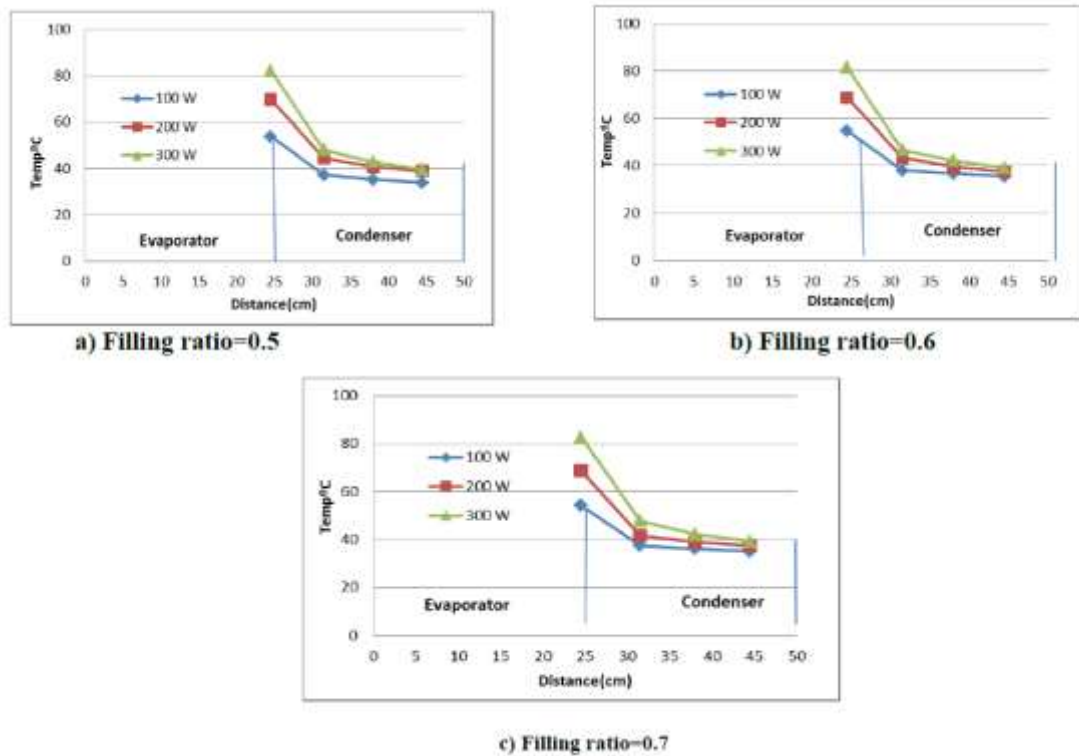 100
80
60
40
20
0
Temp°C
100 W
200 W
300 W
Evaporator
Condenser
0 5 10 15 20 25 30 35 40 45 50
Distance(cm)
a) Filling ratio=0.5
100
80
60
40
20
0
Temp°C
100 W
200 W
300 W
Evaporator
Condenser
0 5 10 15 20 25 30 35 40 45 50
Distance(cm)
b) Filling ratio=0.6
100
80
60
40
20
0
Temp°C
100 W
200 W
300 W
Evaporator
Condenser
0 5 10 15 20 25 30 35 40 45 50
Distance(cm)
c) Filling ratio=0.7